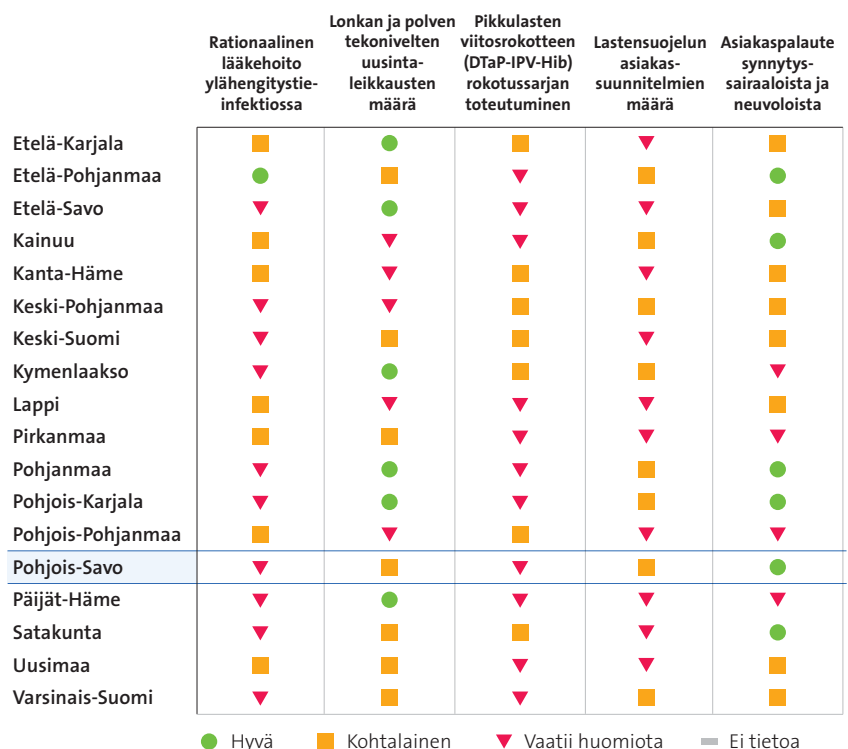 Rationaalinen
lääkehoito
ylähengitystie-
infektiossa
Lonkan ja polven
tekonivelten
uusinta-
leikkausten
määrä
Pikkulasten
viitosrokotteen
(DTaP-IPV-Hib)
rokotussarjan
toteutuminen
Lastensuojelun
asiakas-
suunnitelmien
määrä
Asiakaspalaute
synnytys-
sairaaloista ja
neuvoloista
Etelä-Karjala
Etelä-Pohjanmaa
Etelä-Savo
Kainuu
Kanta-Häme
Keski-Pohjanmaa
Keski-Suomi
Kymenlaakso
Lappi
Pirkanmaa
Pohjanmaa
Pohjois-Karjala
Pohjois-Pohjanmaa
Pohjois-Savo
Päijät-Häme
Satakunta
Uusimaa
Varsinais-Suomi
Hyvä Kohtalainen Vaatii huomiota Ei tietoa